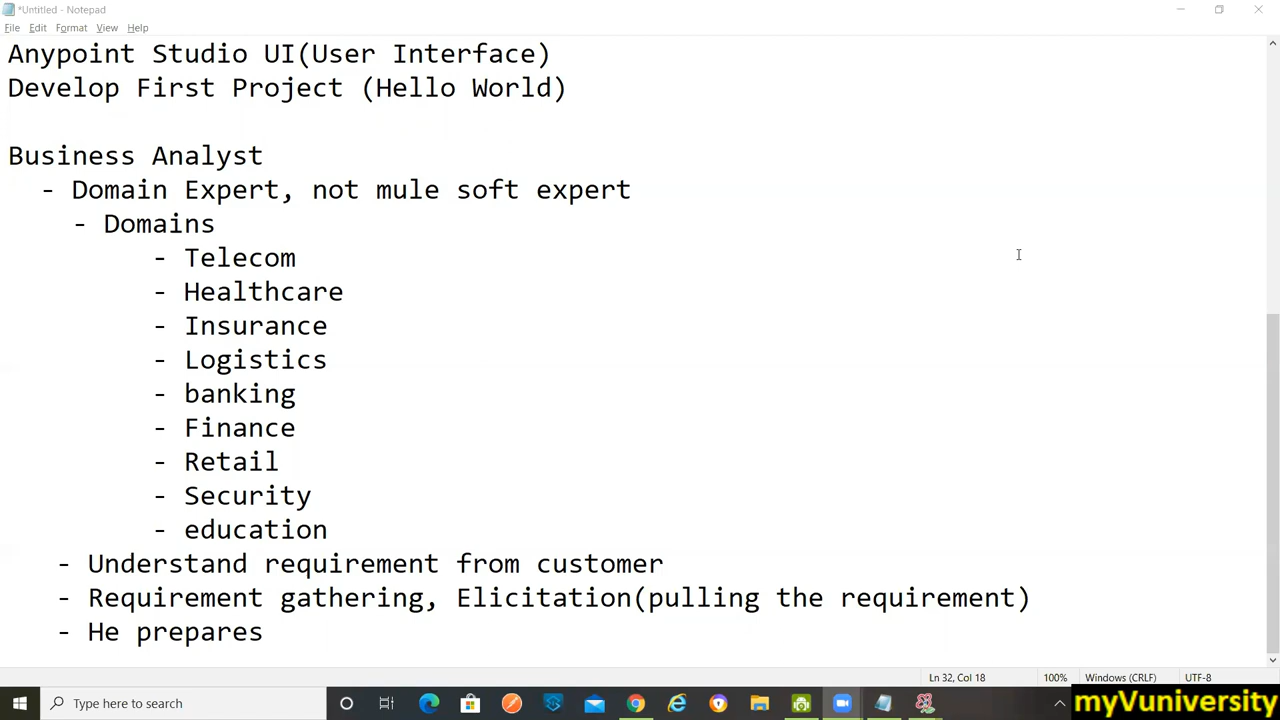 *Untitled - Notepad
File Edit Format View Help
Anypoint Studio UI(User Interface)
Develop First Project (Hello World)
Business Analyst
- Domain Expert, not mule soft expert
- Domains
- Telecom
- Healthcare
- Insurance
- Logistics
- banking
- Finance
- Retail
- Security
- education
- Understand requirement from customer
- Requirement gathering, Elicitation(pulling the requirement)
- He prepares
Ln 32, Col 18 100% Windows (CRLF) UTF-8
Type here to search
myVuniversity